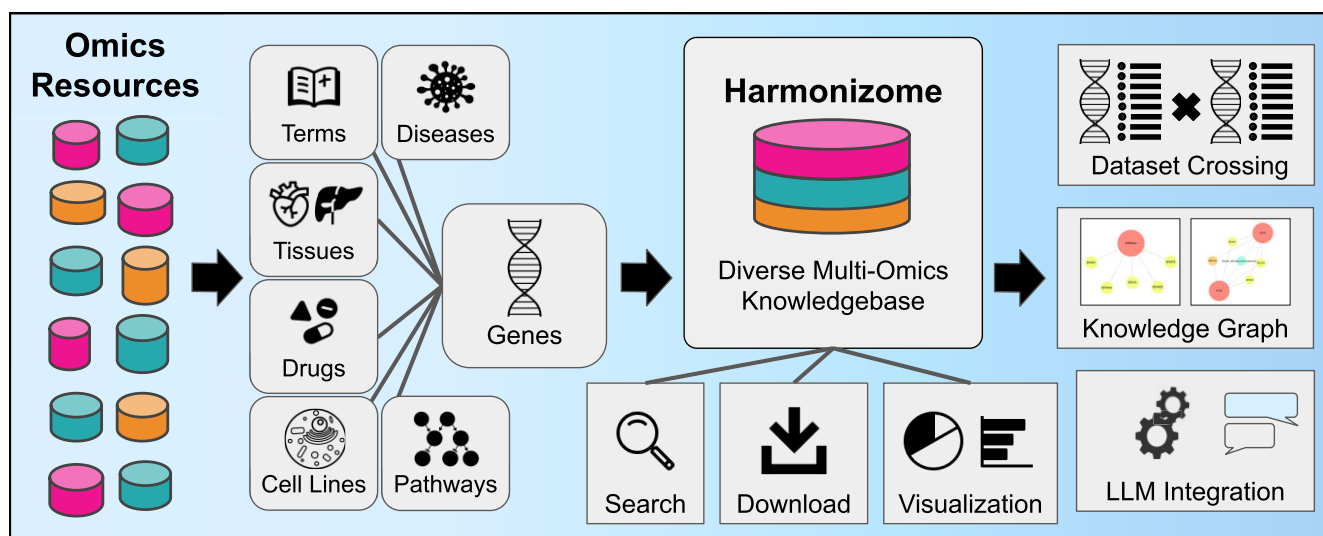 Omics
Resources
Terms
Diseases
Tissues
Drugs
Cell Lines
Pathways
Genes
Harmonizome
Diverse Multi-Omics
Knowledgebase
Search
Download
Visualization
Dataset Crossing
Knowledge Graph
LLM Integration